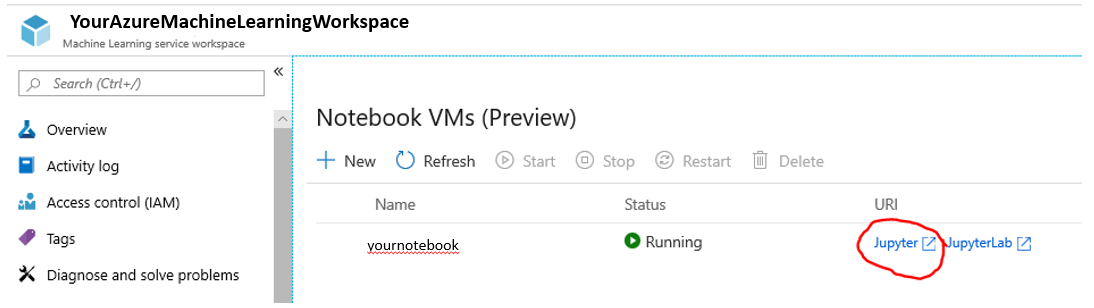 YourAzureMachineLearningWorkspace
Machine Learning service workspace
Search (Ctrl+/)
«
Overview
Activity log
Access control (IAM)
Tags
Diagnose and solve problems
Notebook VMs (Preview)
New Refresh Start Stop Restart Delete
Name Status URI
yournotebook Running Jupyter JupyterLab